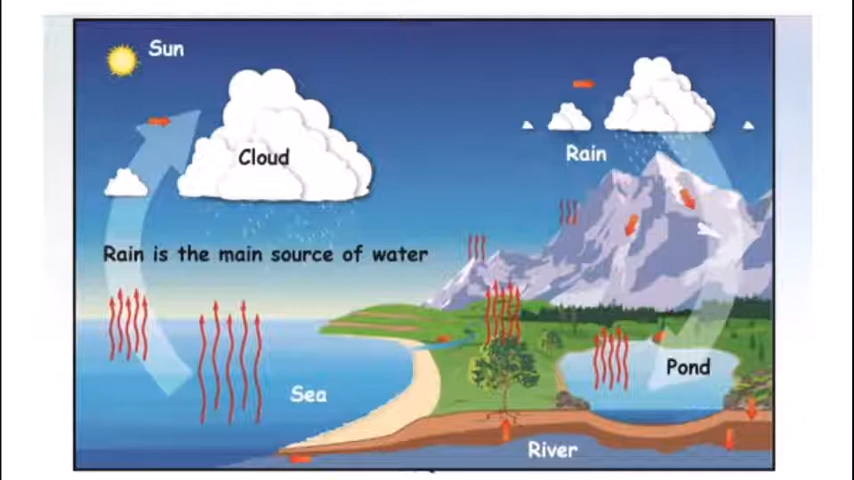 Sun
Cloud
Rain
Rain is the main source of water
Pond
Sea
River